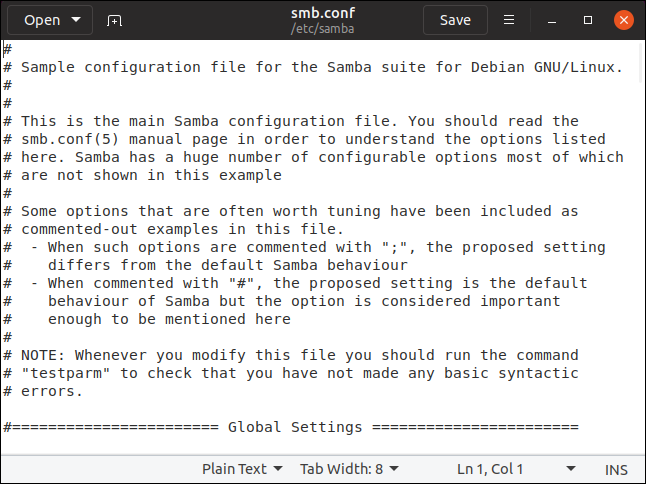 Open
smb.conf
/etc/samba
Save
#
# Sample configuration file for the Samba suite for Debian GNU/Linux.
#
#
# This is the main Samba configuration file. You should read the
# smb.conf(5) manual page in order to understand the options listed
# here. Samba has a huge number of configurable options most of which
# are not shown in this example
#
# Some options that are often worth tuning have been included as
# commented-out examples in this file.
#  - When such options are commented with ";", the proposed setting
#    differs from the default Samba behaviour
#  - When commented with "#", the proposed setting is the default
#    behaviour of Samba but the option is considered important
#    enough to be mentioned here
#
# NOTE: Whenever you modify this file you should run the command
# "testparm" to check that you have not made any basic syntactic
# errors.
#======================= Global Settings =======================
Plain Text
Tab Width: 8
Ln 1, Col 1
INS